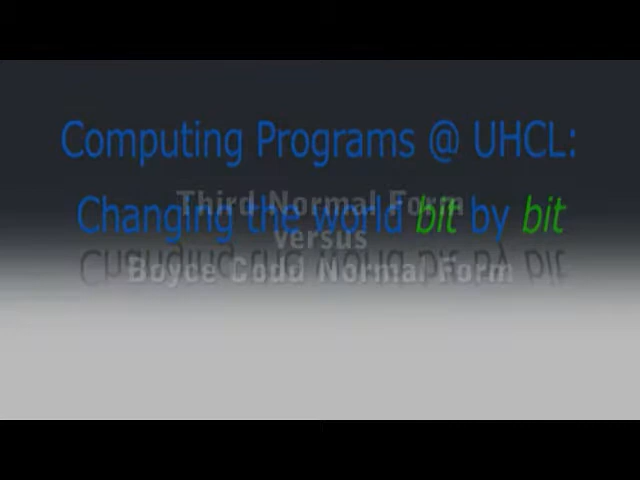 Computing Programs @ UHCL:
Changing the world bit by bit
Third Normal Form
versus
Boyce Codd Normal Form